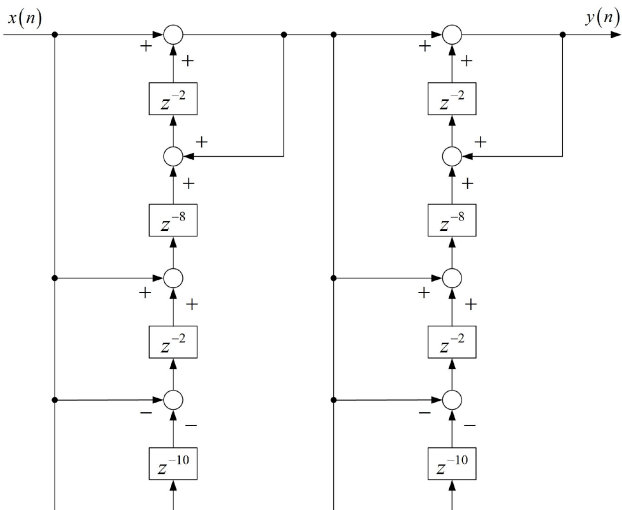 x(n) y(n)
+ +
+ +
z⁻² z⁻²
+ +
+ +
z⁻⁸ z⁻⁸
+ + + +
z⁻² z⁻²
− − − −
z⁻¹⁰ z⁻¹⁰